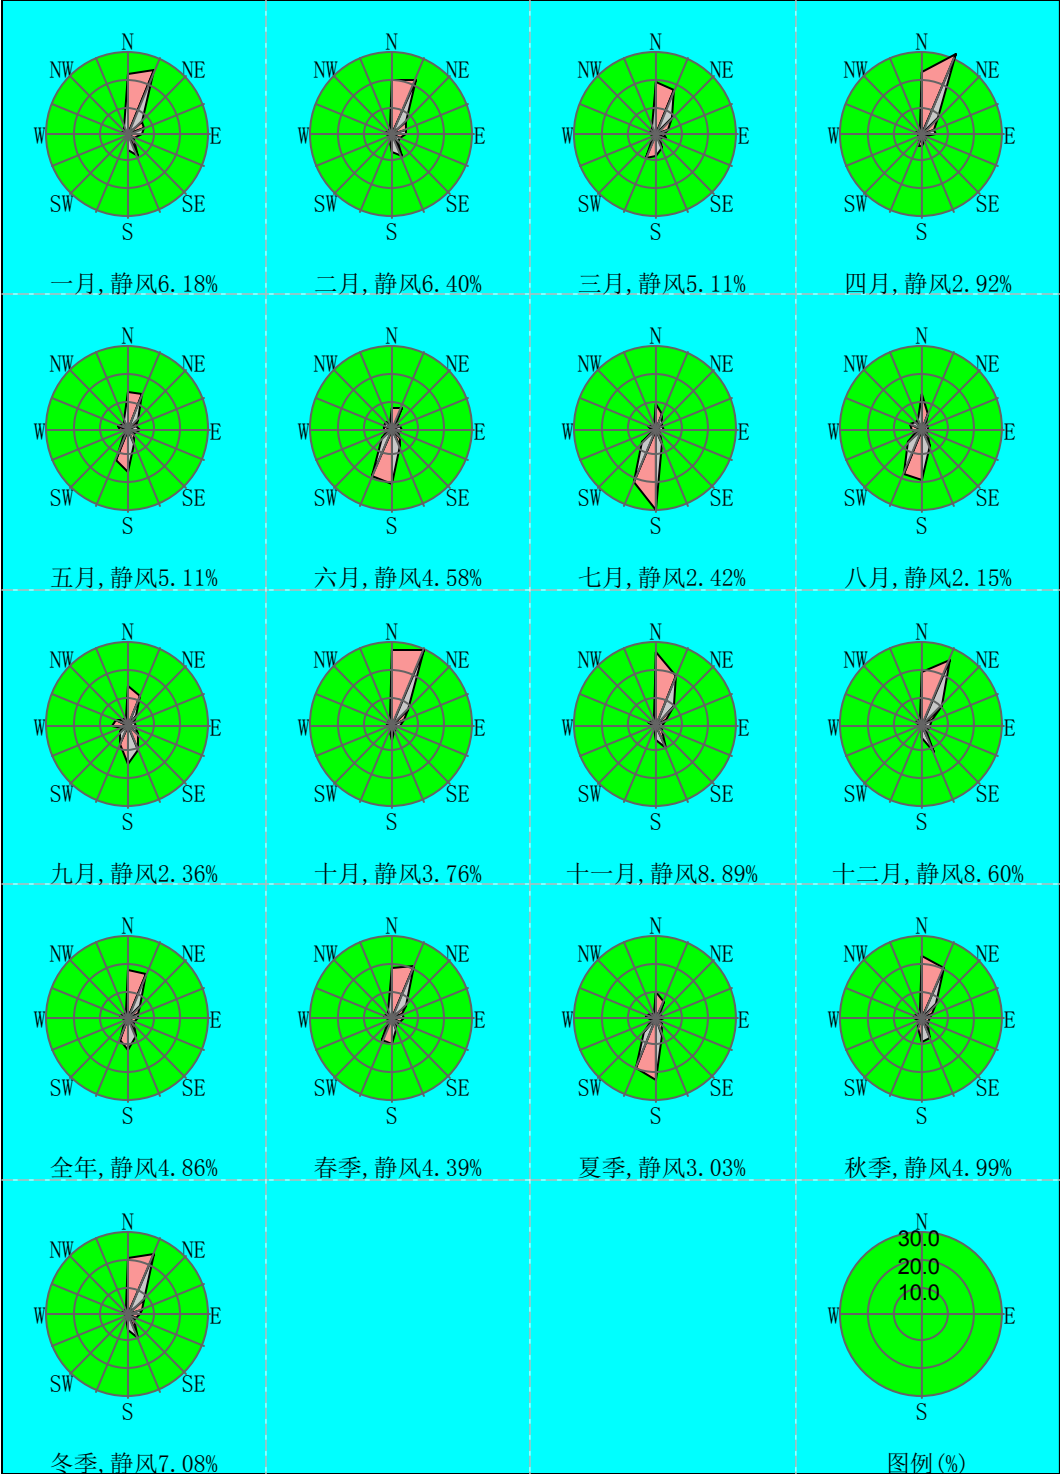 N
NW NE
W E
SW SE
S
一月,静风6.18%
N
NW NE
W E
SW SE
S
二月,静风6.40%
N
NW NE
W E
SW SE
S
三月,静风5.11%
N
NW NE
W E
SW SE
S
四月,静风2.92%
N
NW NE
W E
SW SE
S
五月,静风5.11%
N
NW NE
W E
SW SE
S
六月,静风4.58%
N
NW NE
W E
SW SE
S
七月,静风2.42%
N
NW NE
W E
SW SE
S
八月,静风2.15%
N
NW NE
W E
SW SE
S
九月,静风2.36%
N
NW NE
W E
SW SE
S
十月,静风3.76%
N
NW NE
W E
SW SE
S
十一月,静风8.89%
N
NW NE
W E
SW SE
S
十二月,静风8.60%
N
NW NE
W E
SW SE
S
全年,静风4.86%
N
NW NE
W E
SW SE
S
春季,静风4.39%
N
NW NE
W E
SW SE
S
夏季,静风3.03%
N
NW NE
W E
SW SE
S
秋季,静风4.99%
N
NW NE
W E
SW SE
S
冬季,静风7.08%
N
30.0
20.0
10.0
W E
S
图例(%)